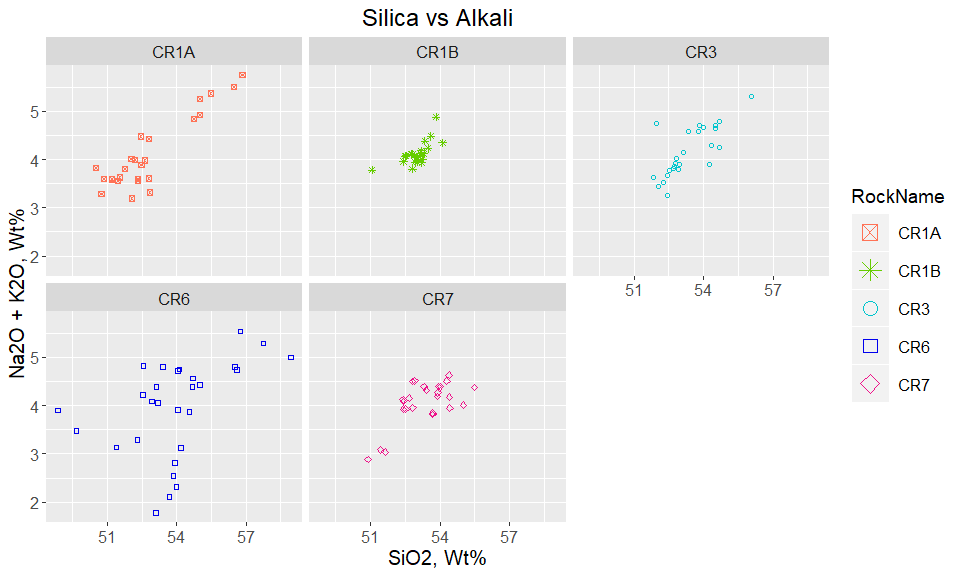 Silica vs Alkali
CR1A CR1B CR3
5
4
3
2
51 54 57
CR6 CR7
5
4
3
2
51 54 57 51 54 57
SiO2, Wt%
Na2O + K2O, Wt%
RockName
CR1A
CR1B
CR3
CR6
CR7